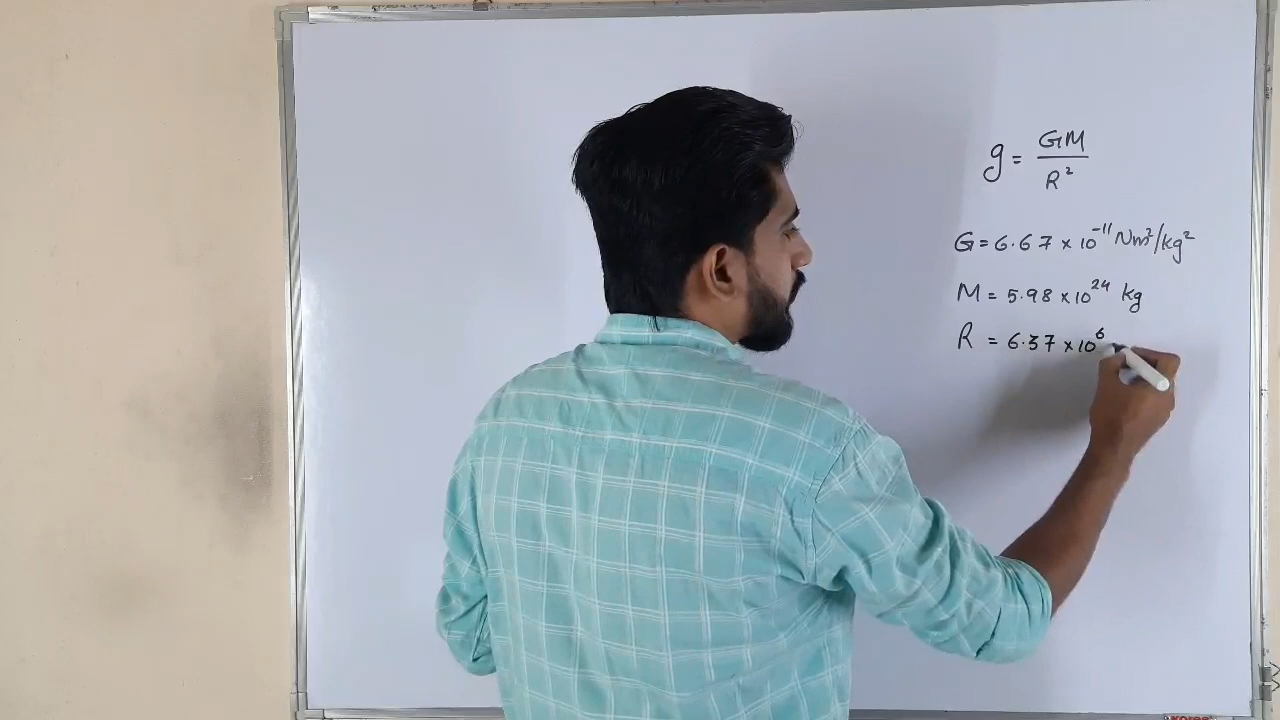 g = GM / R²
G = 6.67 × 10⁻¹¹ Nm²/kg²
M = 5.98 × 10²⁴ kg
R = 6.37 × 10⁶